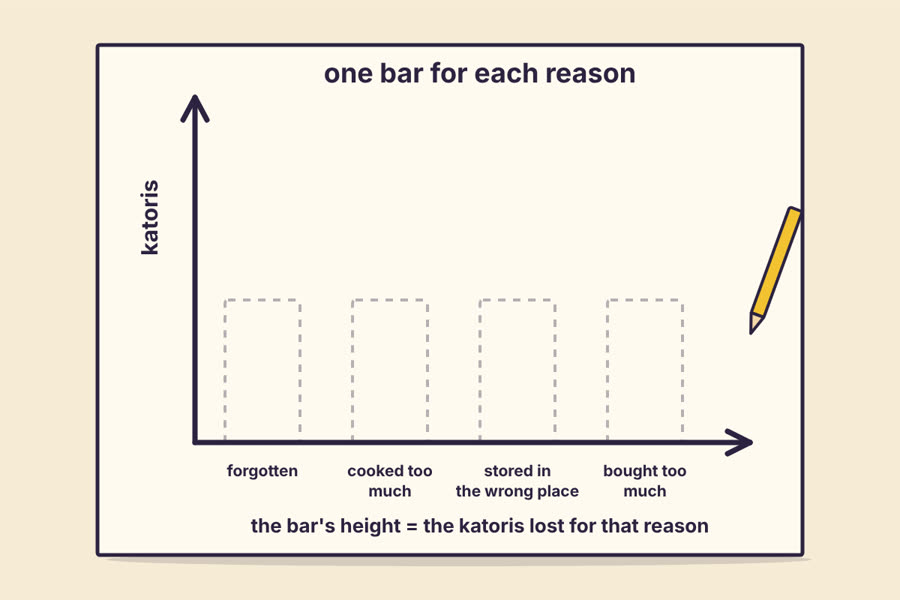 one bar for each reason
katoris
forgotten
cooked too
much
stored in
the wrong place
bought too
much
the bar's height = the katoris lost for that reason